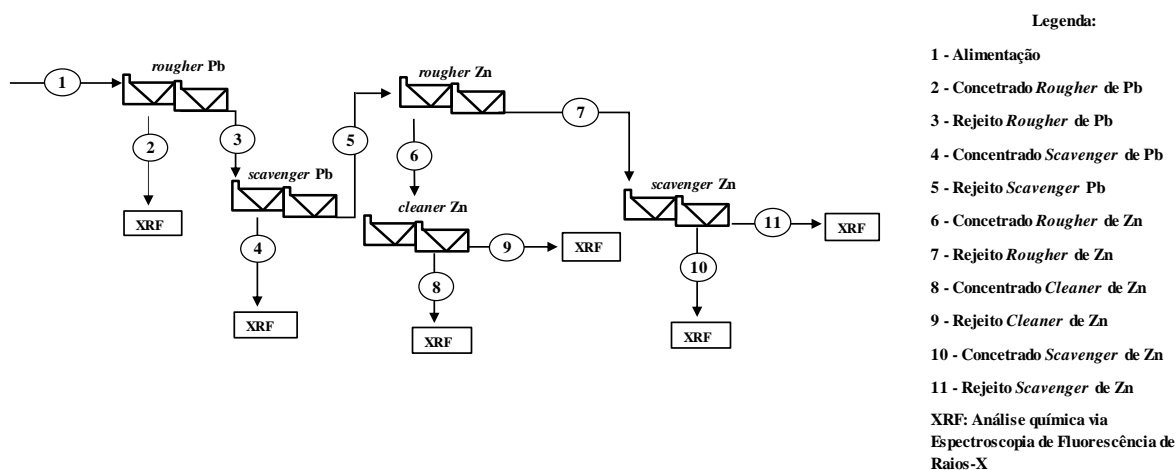 Legenda:
1 - Alimentação
2 - Concetrado Rougher de Pb
3 - Rejeito Rougher de Pb
4 - Concentrado Scavenger de Pb
5 - Rejeito Scavenger Pb
6 - Concetrado Rougher de Zn
7 - Rejeito Rougher de Zn
8 - Concentrado Cleaner de Zn
9 - Rejeito Cleaner de Zn
10 - Concetrado Scavenger de Zn
11 - Rejeito Scavenger de Zn
XRF: Análise química via
Espectroscopia de Fluorescência de
Raios-X
rougher Pb
rougher Zn
1
7
2
3
5
6
scavenger Pb
scavenger Zn
cleaner Zn
XRF
4
9
XRF
11
XRF
8
10
XRF
XRF
XRF